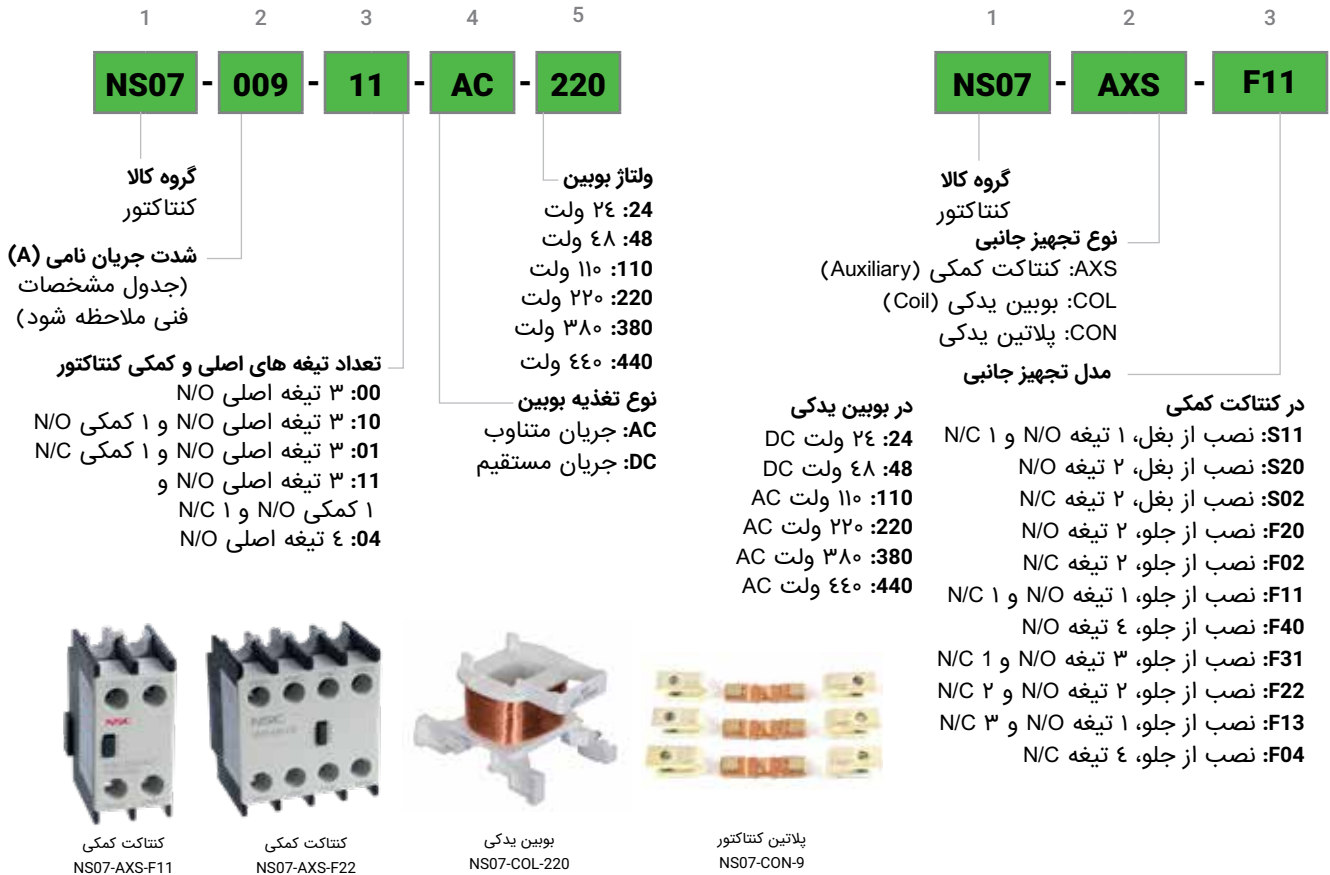 1 2 3 4 5
NS07 - 009 - 11 - AC - 220
گروه کالا
کنتاکتور
شدت جریان نامی (A)
(جدول مشخصات
فنی ملاحظه شود)
تعداد تیغه های اصلی و کمکی کنتاکتور
00: ۳ تیغه اصلی N/O
10: ۳ تیغه اصلی N/O و ۱ کمکی N/O
01: ۳ تیغه اصلی N/O و ۱ کمکی N/C
11: ۳ تیغه اصلی N/O و
۱ کمکی N/O و ۱ N/C
04: ٤ تیغه اصلی N/O
ولتاژ بوبین
24: ۲٤ ولت
48: ٤۸ ولت
110: ۱۱۰ ولت
220: ۲۲۰ ولت
380: ۳۸۰ ولت
440: ٤٤۰ ولت
نوع تغذیه بوبین
AC: جریان متناوب
DC: جریان مستقیم
1 2 3
NS07 - AXS - F11
گروه کالا
کنتاکتور
نوع تجهیز جانبی
AXS: کنتاکت کمکی (Auxiliary)
COL: بوبین یدکی (Coil)
CON: پلاتین یدکی
مدل تجهیز جانبی
در کنتاکت کمکی
S11: نصب از بغل، ۱ تیغه N/O و ۱ N/C
S20: نصب از بغل، ۲ تیغه N/O
S02: نصب از بغل، ۲ تیغه N/C
F20: نصب از جلو، ۲ تیغه N/O
F02: نصب از جلو، ۲ تیغه N/C
F11: نصب از جلو، ۱ تیغه N/O و ۱ N/C
F40: نصب از جلو، ٤ تیغه N/O
F31: نصب از جلو، ۳ تیغه N/O و 1 N/C
F22: نصب از جلو، ۲ تیغه N/O و ۲ N/C
F13: نصب از جلو، ۱ تیغه N/O و ۳ N/C
F04: نصب از جلو، ٤ تیغه N/C
در بوبین یدکی
24: ۲٤ ولت DC
48: ٤۸ ولت DC
110: ۱۱۰ ولت AC
220: ۲۲۰ ولت AC
380: ۳۸۰ ولت AC
440: ٤٤۰ ولت AC
NSIC
کنتاکت کمکی
NS07-AXS-F11
NSIC
کنتاکت کمکی
NS07-AXS-F22
بوبین یدکی
NS07-COL-220
پلاتین کنتاکتور
NS07-CON-9